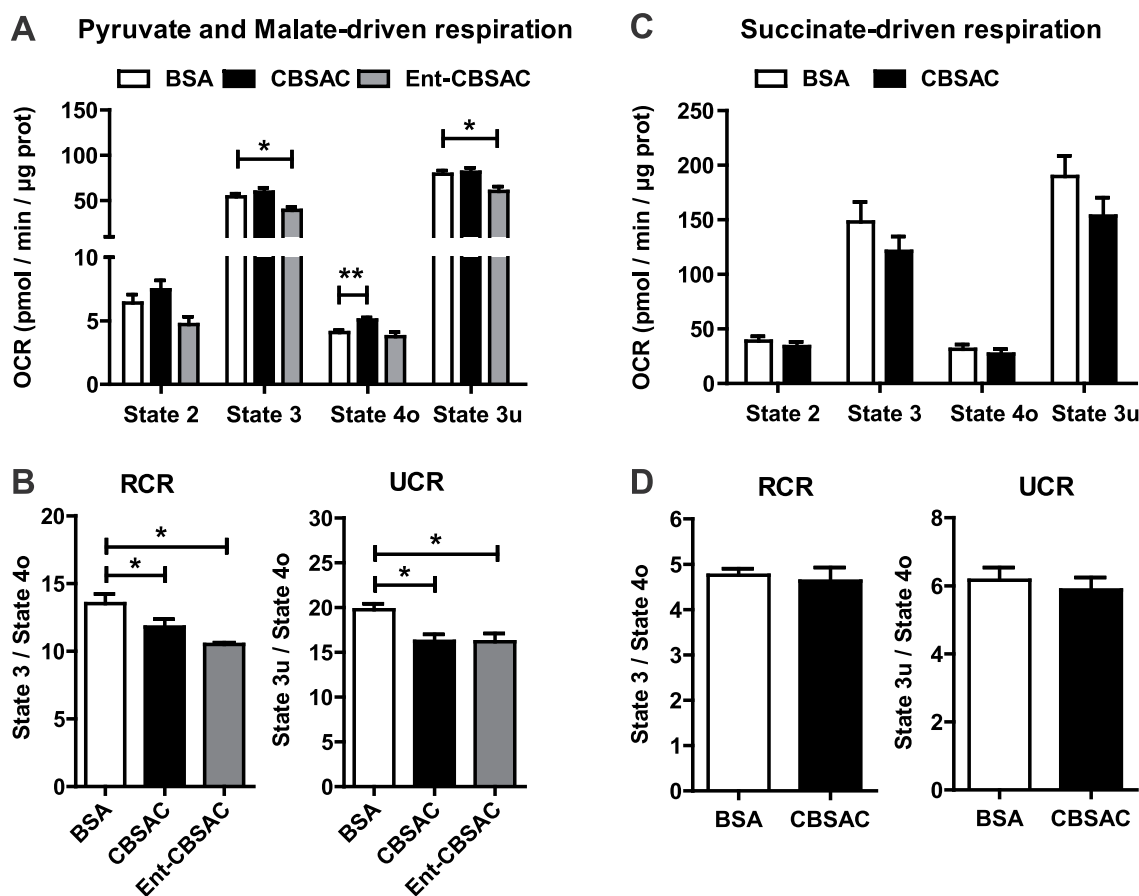 A Pyruvate and Malate-driven respiration
BSA CBSAC Ent-CBSAC
OCR (pmol / min / µg prot)
150
100
50
10
5
0
*
**
*
State 2 State 3 State 4o State 3u
C Succinate-driven respiration
BSA CBSAC
OCR (pmol / min / µg prot)
250
200
150
100
50
0
State 2 State 3 State 4o State 3u
B
RCR
State 3 / State 4o
20
15
10
5
0
*
*
BSA CBSAC Ent-CBSAC
UCR
State 3u / State 4o
30
25
20
15
10
5
0
*
*
BSA CBSAC Ent-CBSAC
D
RCR
State 3 / State 4o
6
5
4
3
2
1
0
BSA CBSAC
UCR
State 3u / State 4o
8
6
4
2
0
BSA CBSAC